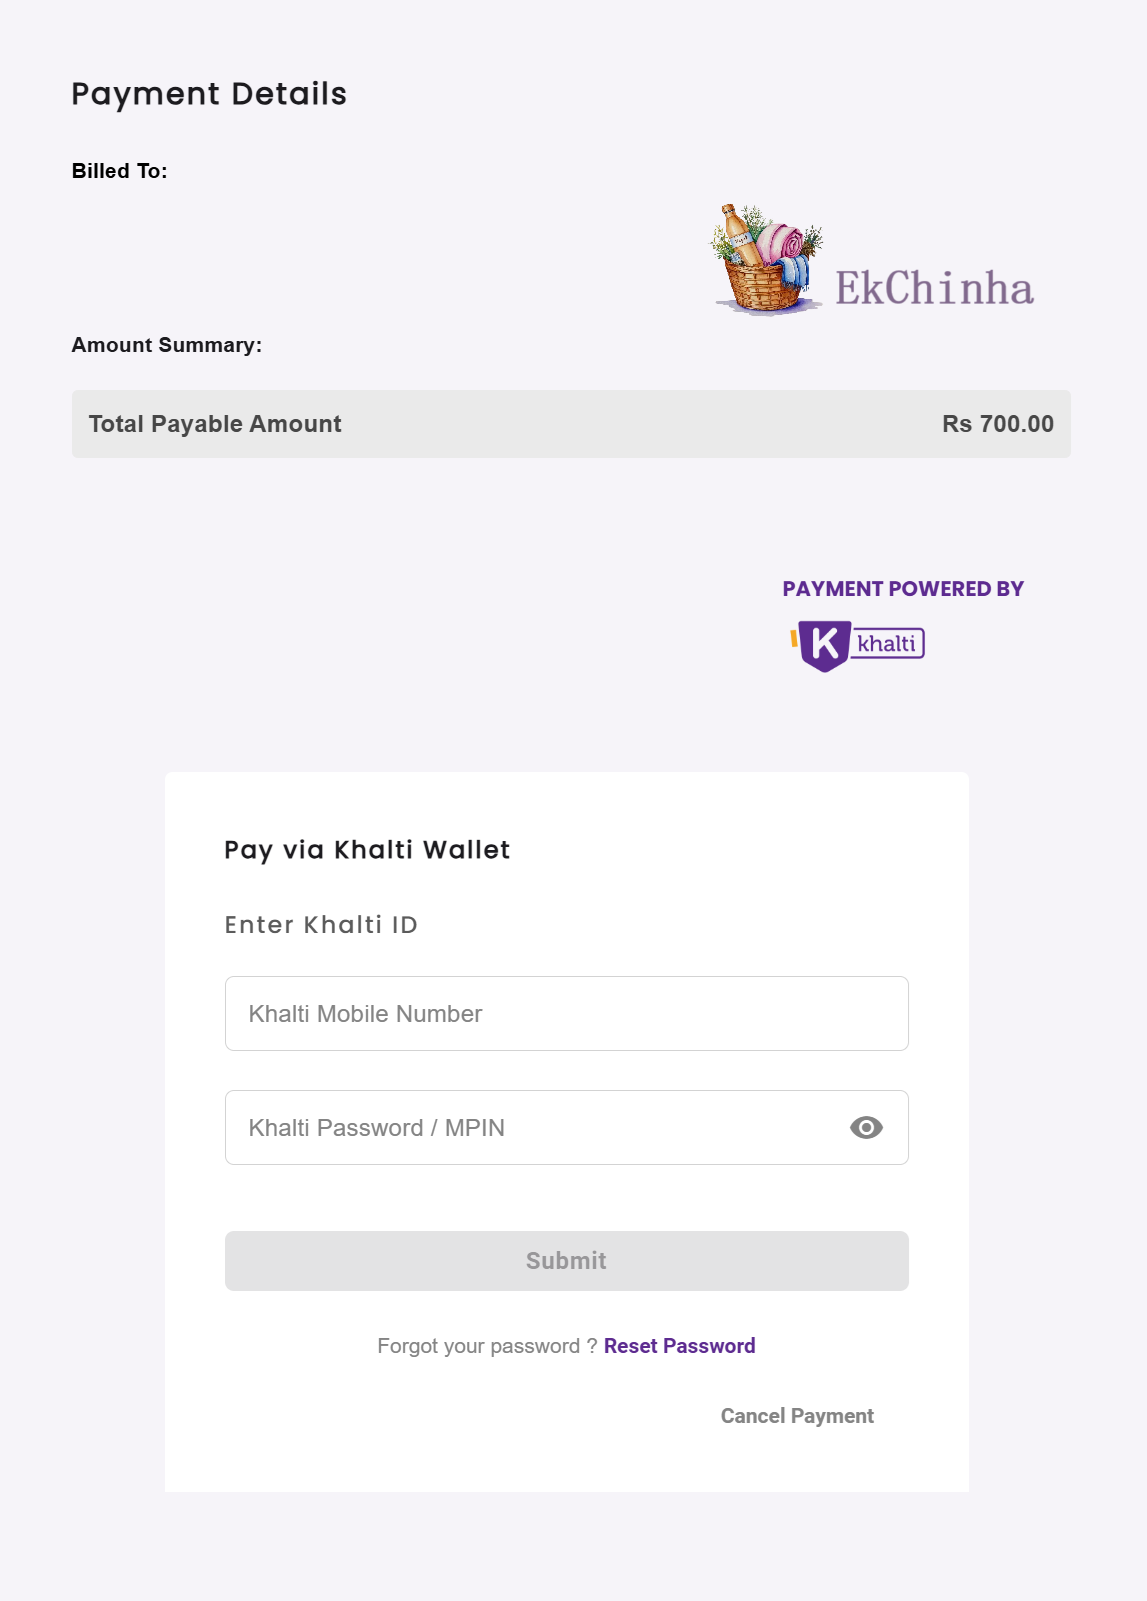 Payment Details
Billed To:
EkChinha
Amount Summary:
Total Payable Amount Rs 700.00
PAYMENT POWERED BY
K khalti
Pay via Khalti Wallet
Enter Khalti ID
Khalti Mobile Number
Khalti Password / MPIN
Submit
Forgot your password ? Reset Password
Cancel Payment